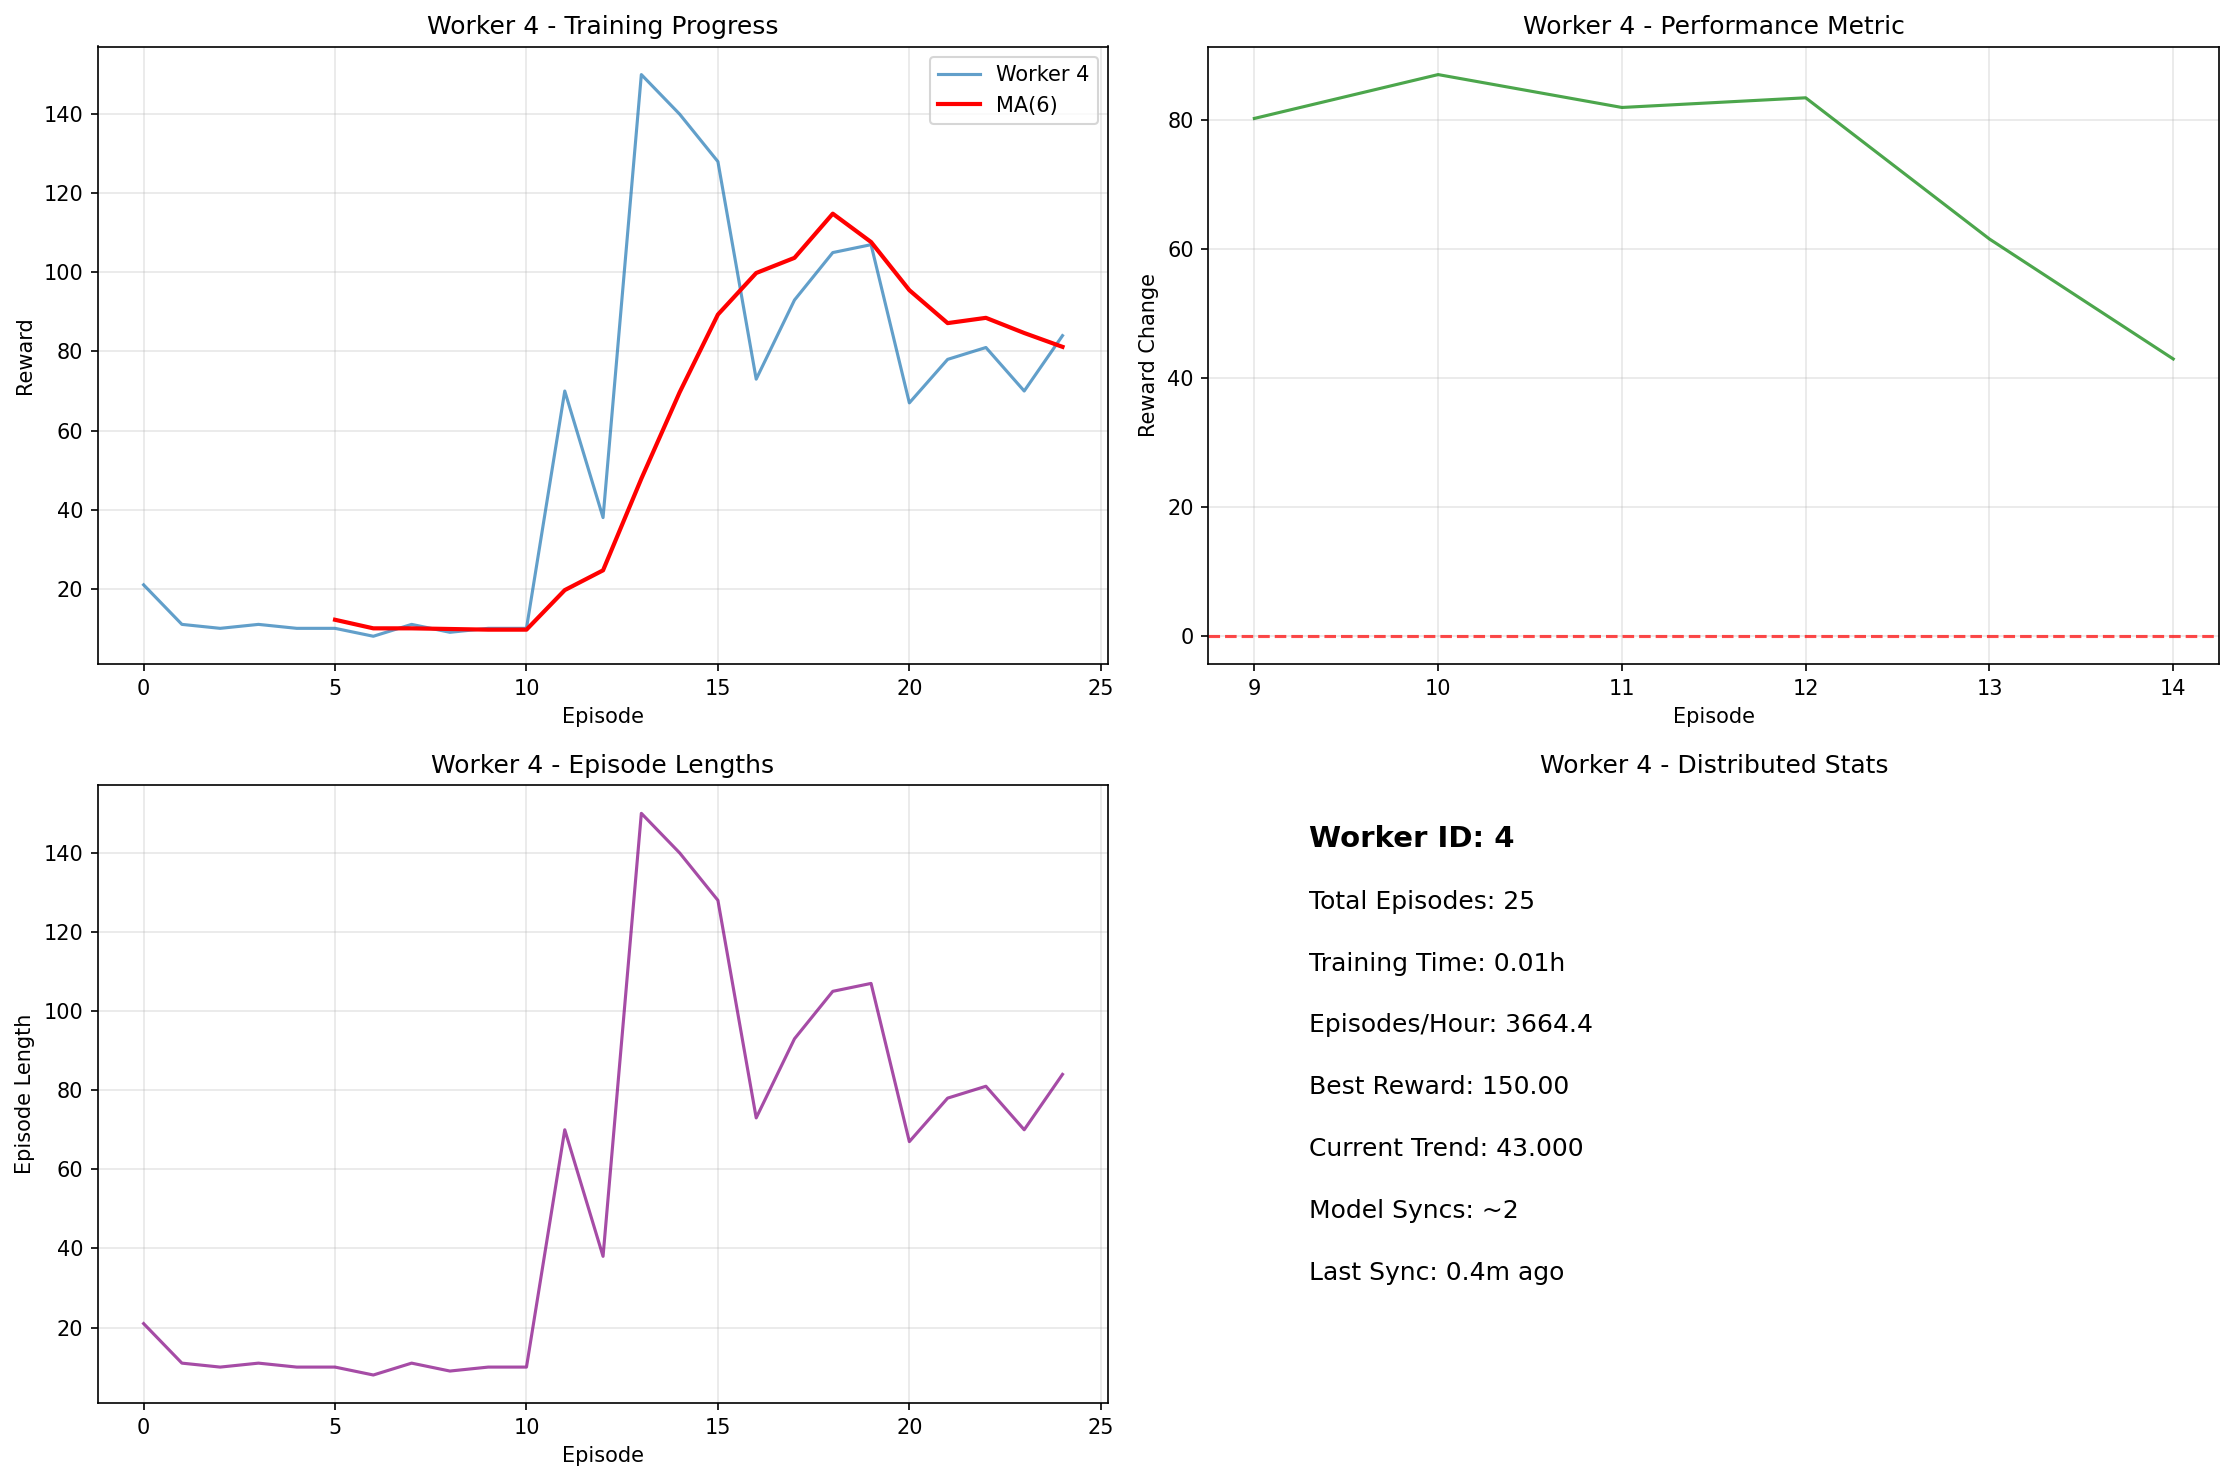 Worker 4 - Training Progress
Reward
140
120
100
80
60
40
20
0
5
10
15
20
25
Episode
Worker 4
MA(6)
Worker 4 - Performance Metric
Reward Change
80
60
40
20
0
9
10
11
12
13
14
Episode
Worker 4 - Episode Lengths
Episode Length
140
120
100
80
60
40
20
0
5
10
15
20
25
Episode
Worker 4 - Distributed Stats
Worker ID: 4
Total Episodes: 25
Training Time: 0.01h
Episodes/Hour: 3664.4
Best Reward: 150.00
Current Trend: 43.000
Model Syncs: ~2
Last Sync: 0.4m ago